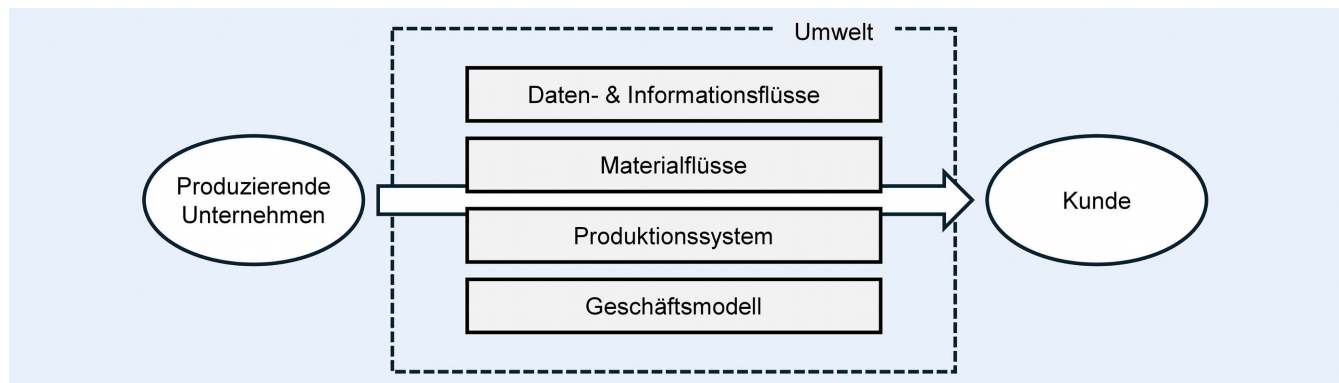 Umwelt
Daten- & Informationsflüsse
Materialflüsse
Produzierende
Unternehmen
Kunde
Produktionssystem
Geschäftsmodell